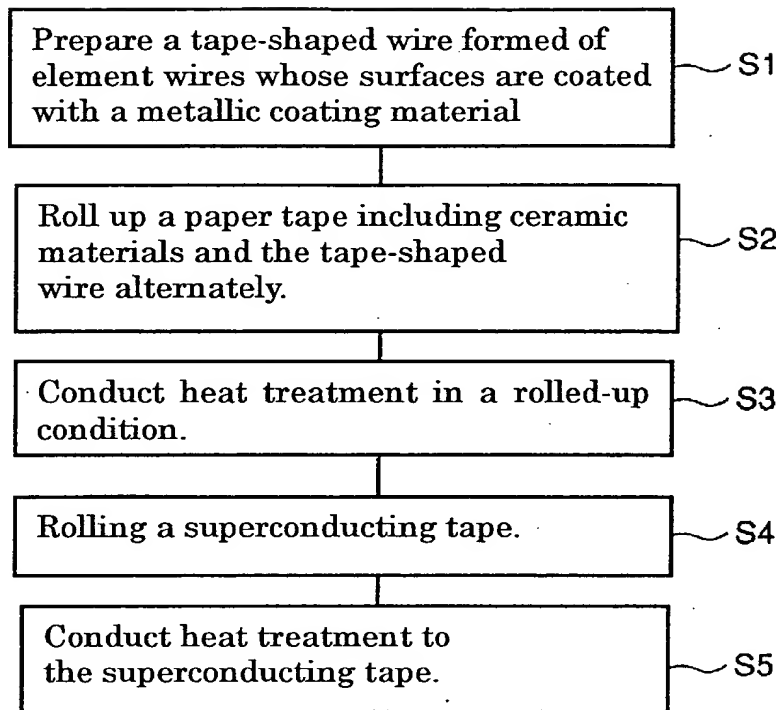 Prepare a tape-shaped wire formed of
element wires whose surfaces are coated
with a metallic coating material
S1
Roll up a paper tape including ceramic
materials and the tape-shaped
wire alternately.
S2
Conduct heat treatment in a rolled-up
condition.
S3
Rolling a superconducting tape.
S4
Conduct heat treatment to
the superconducting tape.
S5